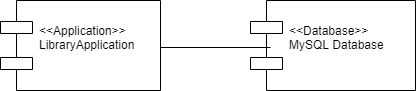 <<Application>>
LibraryApplication
<<Database>>
MySQL Database